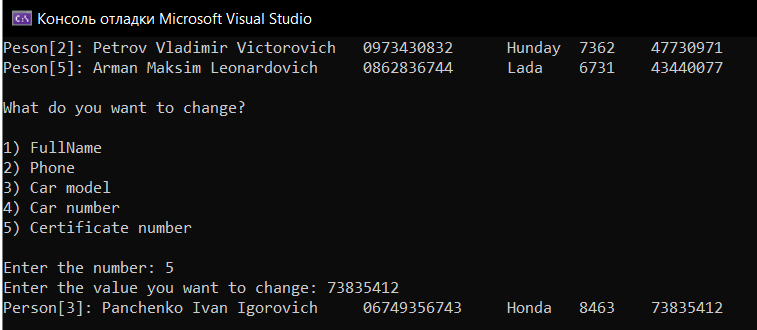 Консоль отладки Microsoft Visual Studio
Peson[2]: Petrov Vladimir Victorovich 0973430832 Hunday 7362 47730971
Peson[5]: Arman Maksim Leonardovich 0862836744 Lada 6731 43440077
What do you want to change?
1) FullName
2) Phone
3) Car model
4) Car number
5) Certificate number
Enter the number: 5
Enter the value you want to change: 73835412
Person[3]: Panchenko Ivan Igorovich 06749356743 Honda 8463 73835412